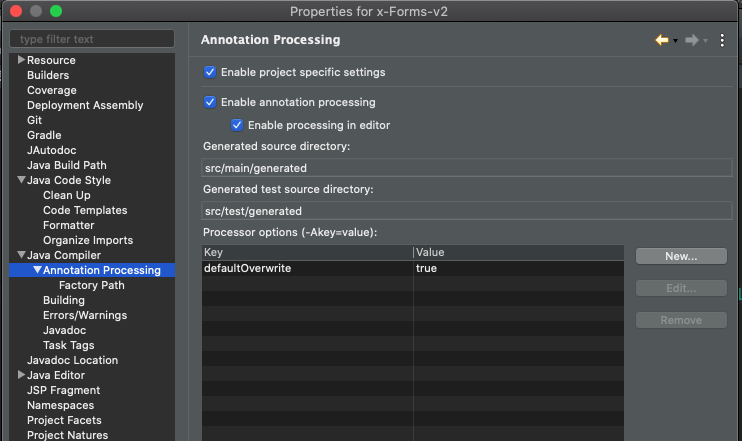 Properties for x-Forms-v2
type filter text
Resource
Builders
Coverage
Deployment Assembly
Git
Gradle
JAutodoc
Java Build Path
Java Code Style
Clean Up
Code Templates
Formatter
Organize Imports
Java Compiler
Annotation Processing
Factory Path
Building
Errors/Warnings
Javadoc
Task Tags
Javadoc Location
Java Editor
JSP Fragment
Namespaces
Project Facets
Project Natures
Annotation Processing
Enable project specific settings
Enable annotation processing
Enable processing in editor
Generated source directory:
src/main/generated
Generated test source directory:
src/test/generated
Processor options (-Akey=value):
Key Value
defaultOverwrite true
New...
Edit...
Remove